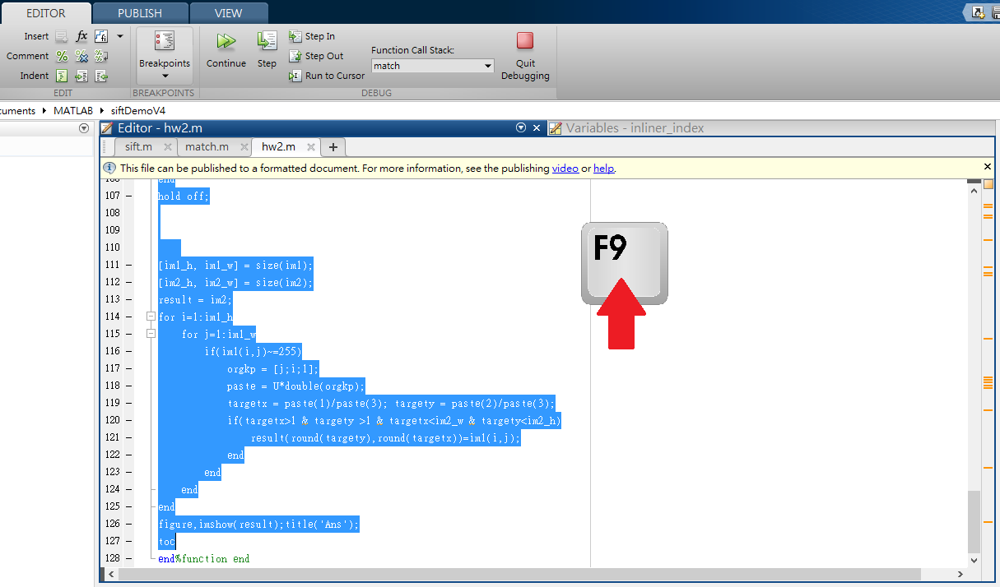 EDITOR PUBLISH VIEW
Insert fx fi
Comment % % %
Indent
EDIT
Breakpoints
BREAKPOINTS
Continue
Step
Step In
Step Out
Run to Cursor
Function Call Stack:
match
Quit
Debugging
DEBUG
cuments MATLAB siftDemoV4
Editor - hw2.m
Variables - inliner_index
sift.m match.m hw2.m +
This file can be published to a formatted document. For more information, see the publishing video or help.
106 end
107 – hold off;
108
109
110
111 – [im1_h, im1_w] = size(im1);
112 – [im2_h, im2_w] = size(im2);
113 – result = im2;
114 – for i=1:im1_h
115 – for j=1:im1_w
116 – if(im1(i,j)~=255)
117 – orgkp = [j;i;1];
118 – paste = U*double(orgkp);
119 – targetx = paste(1)/paste(3); targety = paste(2)/paste(3);
120 – if(targetx>1 & targety >1 & targetx<im2_w & targety<im2_h)
121 – result(round(targety),round(targetx))=im1(i,j);
122 – end
123 – end
124 – end
125 – end
126 – figure,imshow(result);title('Ans');
127 – toc
128 – end%function end
F9